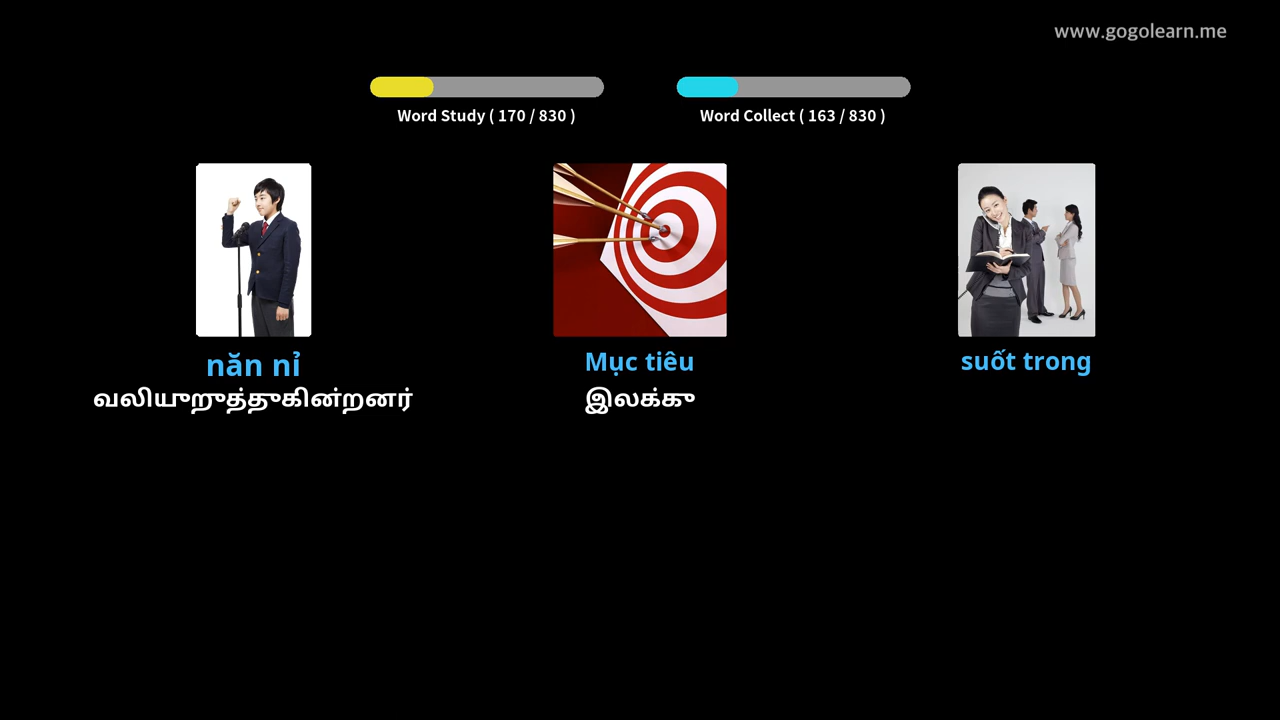 www.gogolearn.me
Word Study ( 170 / 830 )
Word Collect ( 163 / 830 )
năn nỉ
வலியுறுத்துகின்றனர்
Mục tiêu
இலக்கு
suốt trong